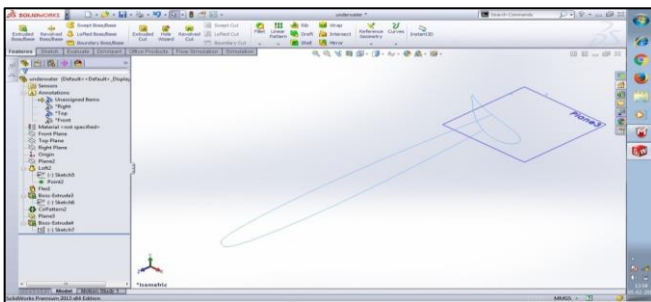 SOLIDWORKS
underwater *
Search Commands
Extruded Boss/Base
Revolved Boss/Base
Swept Boss/Base
Lofted Boss/Base
Boundary Boss/Base
Extruded Cut
Hole Wizard
Revolved Cut
Swept Cut
Lofted Cut
Boundary Cut
Fillet
Linear Pattern
Rib
Draft
Shell
Wrap
Intersect
Mirror
Reference Geometry
Curves
Instant3D
Features
Sketch
Evaluate
DimXpert
Office Products
Flow Simulation
Simulation
underwater (Default<<Default>_Display
Sensors
Annotations
Unassigned Items
*Right
*Top
*Front
Material <not specified>
Front Plane
Top Plane
Right Plane
Origin
Plane2
Loft2
(-) Sketch5
Point2
Flex1
Boss-Extrude3
(-) Sketch6
CirPattern2
Plane3
Boss-Extrude4
(-) Sketch7
Plane3
*Isometric
Model
Motion Study 1
SolidWorks Premium 2013 x64 Edition
MMGS